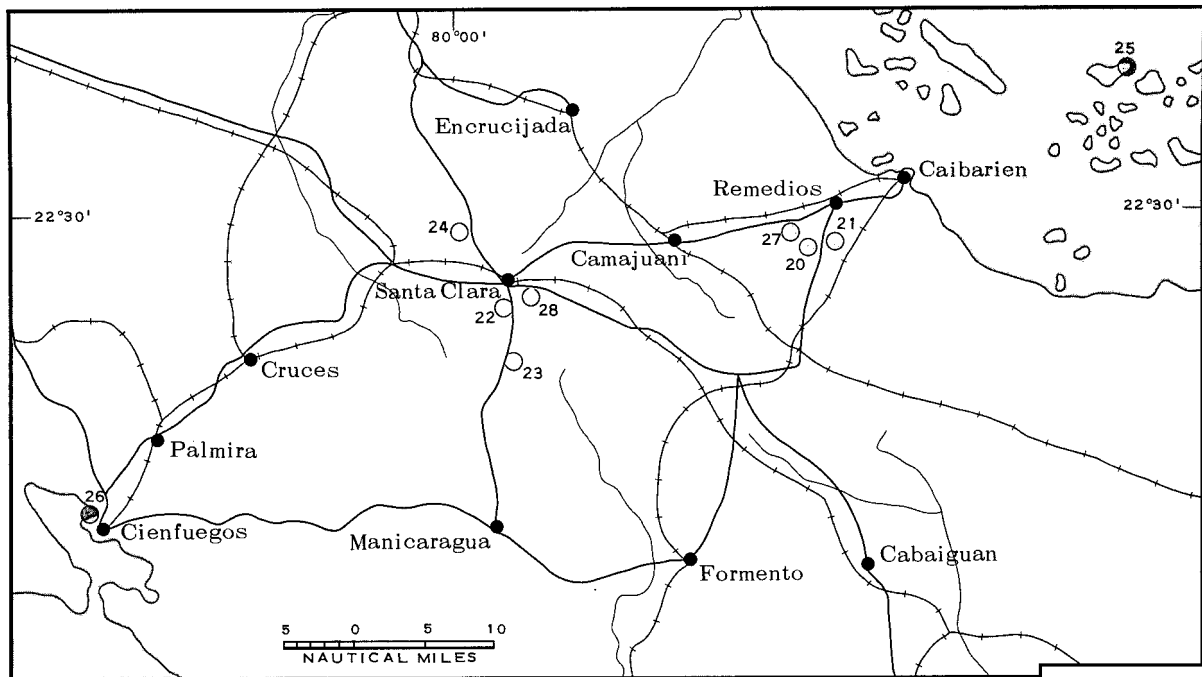 80°00'
25
Encrucijada
Caibarien
Remedios
22°30'
22°30'
24
27
21
20
Camajuani
Santa Clara
22
28
23
Cruces
Palmira
26
Cienfuegos
Manicaragua
Formento
Cabaiguan
5 0 5 10
NAUTICAL MILES